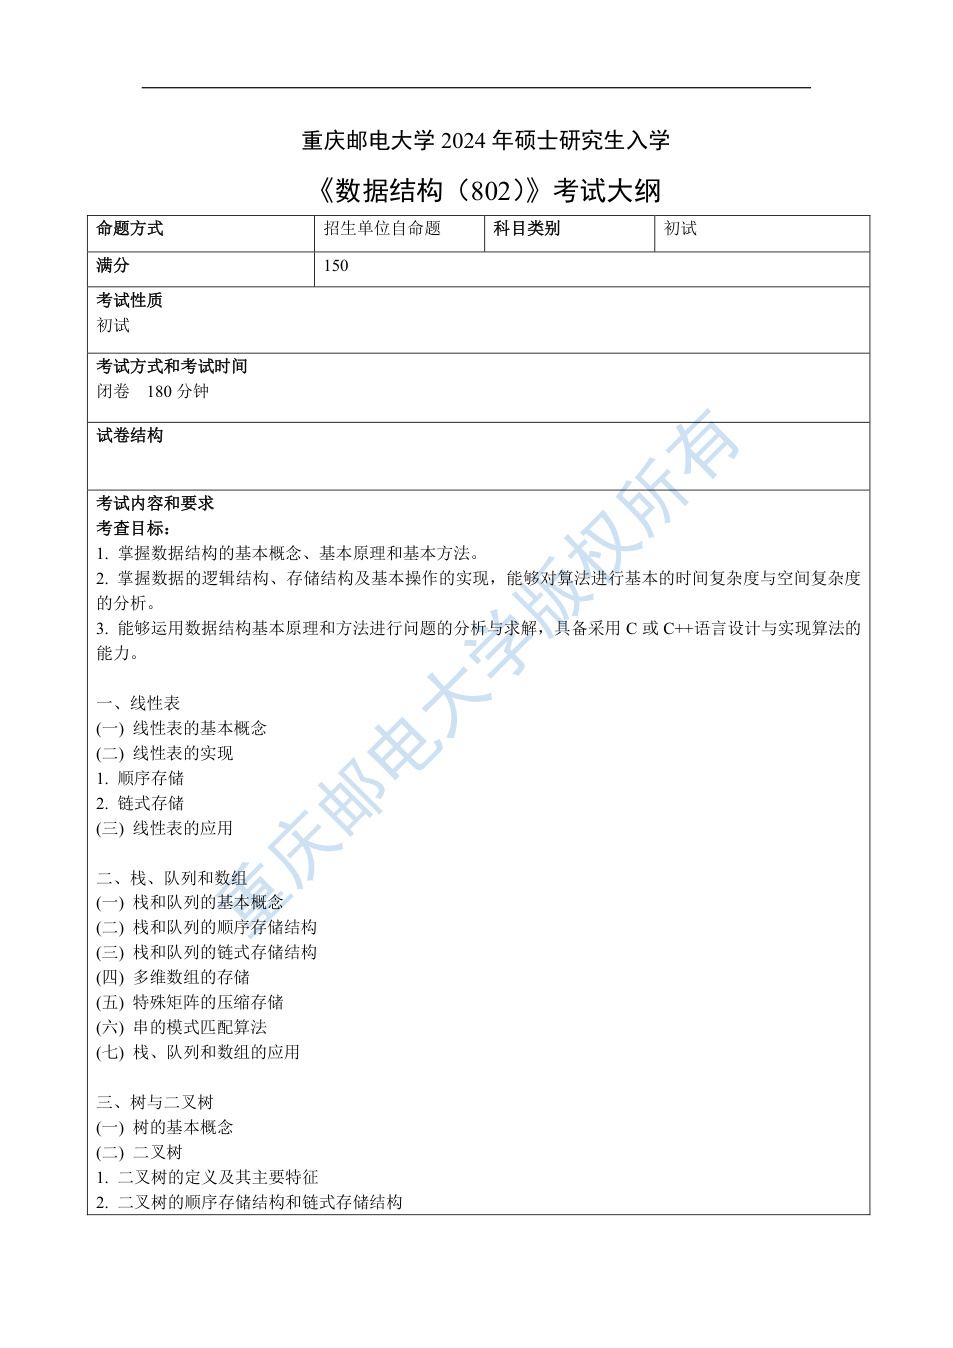 重庆邮电大学 2024 年硕士研究生入学
《数据结构（802）》考试大纲
命题方式 招生单位自命题 科目类别 初试
满分 150
考试性质
初试
考试方式和考试时间
闭卷 180 分钟
试卷结构
考试内容和要求
考查目标：
1. 掌握数据结构的基本概念、基本原理和基本方法。
2. 掌握数据的逻辑结构、存储结构及基本操作的实现，能够对算法进行基本的时间复杂度与空间复杂度
的分析。
3. 能够运用数据结构基本原理和方法进行问题的分析与求解，具备采用 C 或 C++语言设计与实现算法的
能力。
一、线性表
(一) 线性表的基本概念
(二) 线性表的实现
1. 顺序存储
2. 链式存储
(三) 线性表的应用
二、栈、队列和数组
(一) 栈和队列的基本概念
(二) 栈和队列的顺序存储结构
(三) 栈和队列的链式存储结构
(四) 多维数组的存储
(五) 特殊矩阵的压缩存储
(六) 串的模式匹配算法
(七) 栈、队列和数组的应用
三、树与二叉树
(一) 树的基本概念
(二) 二叉树
1. 二叉树的定义及其主要特征
2. 二叉树的顺序存储结构和链式存储结构
重庆邮电大学版权所有